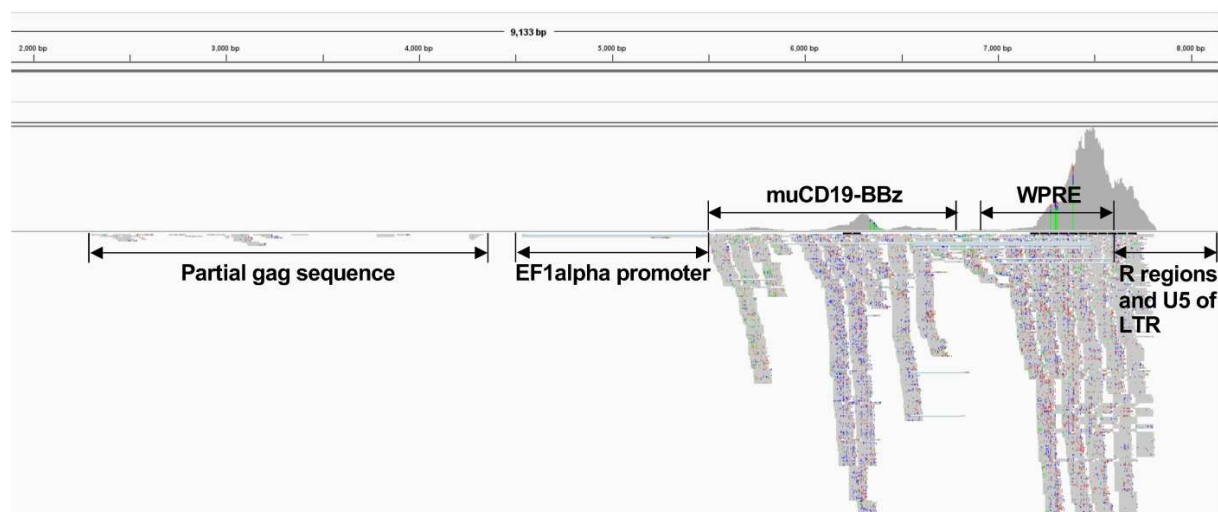 9,133 bp
2,000 bp 3,000 bp 4,000 bp 5,000 bp 6,000 bp 7,000 bp 8,000 bp
muCD19-BBz WPRE
Partial gag sequence EF1alpha promoter R regions
and U5 of
LTR